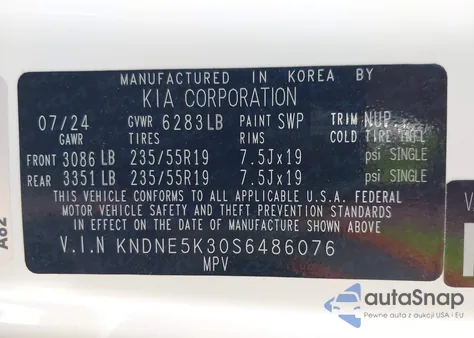 MANUFACTURED IN KOREA BY
KIA CORPORATION
07/24 GVWR 6283LB PAINT SWP TRIM NUP
GAWR TIRES RIMS COLD TIRE INFL
FRONT 3086 LB 235/55R19 7.5Jx19 psi SINGLE
REAR 3351 LB 235/55R19 7.5Jx19 psi SINGLE
THIS VEHICLE CONFORMS TO ALL APPLICABLE U.S.A. FEDERAL
MOTOR VEHICLE SAFETY AND THEFT PREVENTION STANDARDS
IN EFFECT ON THE DATE OF MANUFACTURE SHOWN ABOVE.
V.I.N KNDNE5K30S6486076
MPV
A62
V
autoSnap
Pewne auta z aukcji USA i EU